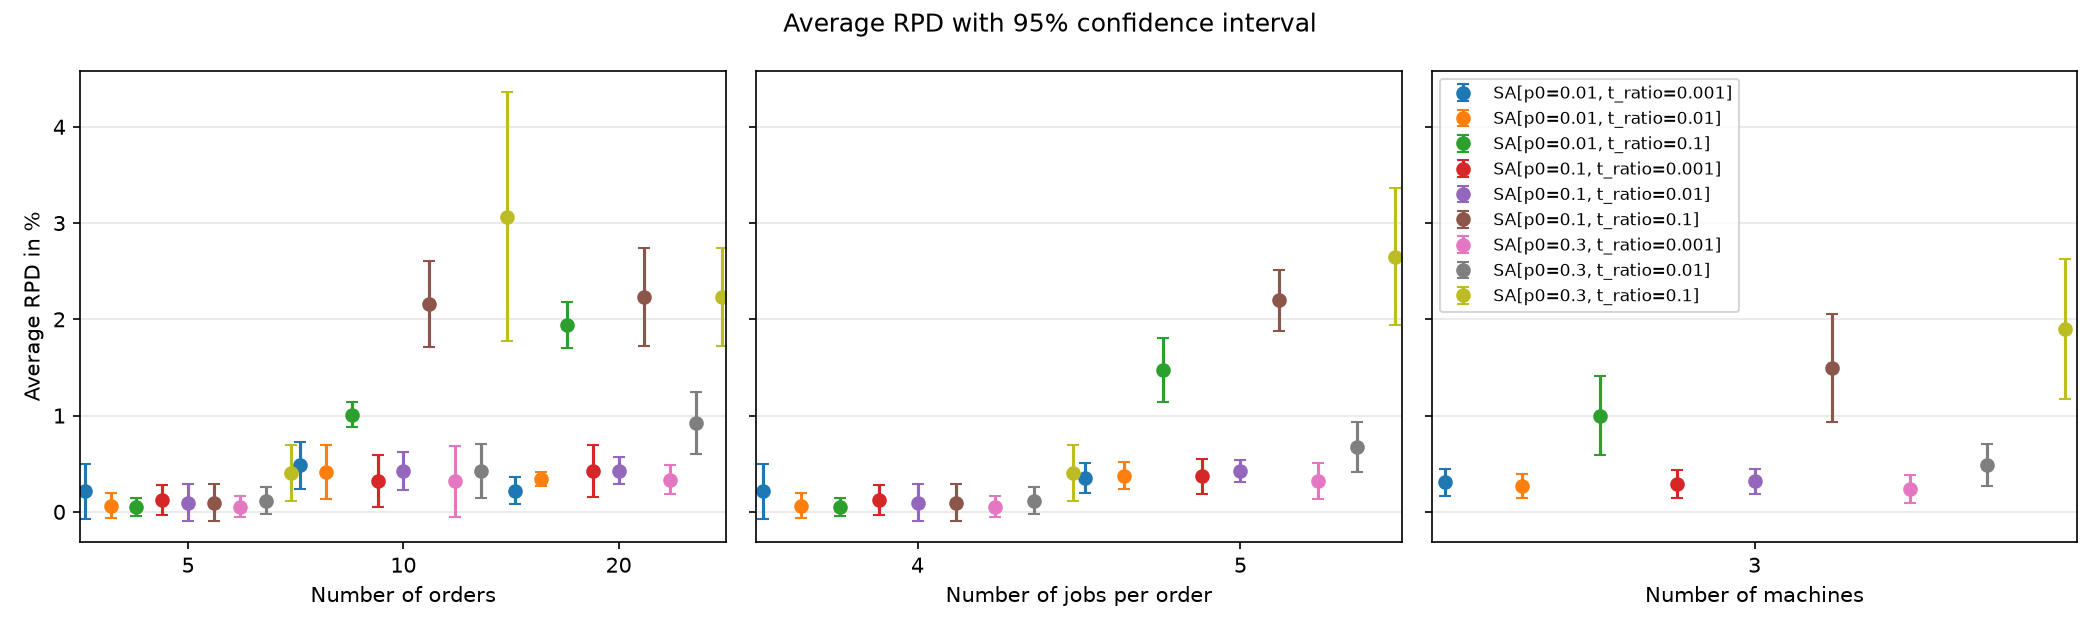 Average RPD with 95% confidence interval
Average RPD in %
4
3
2
1
0
5 10 20
Number of orders
4 5
Number of jobs per order
SA[p0=0.01, t_ratio=0.001]
SA[p0=0.01, t_ratio=0.01]
SA[p0=0.01, t_ratio=0.1]
SA[p0=0.1, t_ratio=0.001]
SA[p0=0.1, t_ratio=0.01]
SA[p0=0.1, t_ratio=0.1]
SA[p0=0.3, t_ratio=0.001]
SA[p0=0.3, t_ratio=0.01]
SA[p0=0.3, t_ratio=0.1]
3
Number of machines